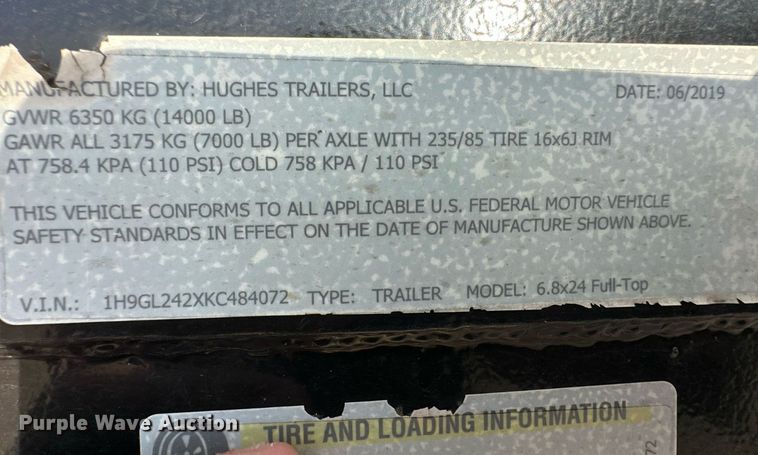 MANUFACTURED BY: HUGHES TRAILERS, LLC DATE: 06/2019
GVWR 6350 KG (14000 LB)
GAWR ALL 3175 KG (7000 LB) PER AXLE WITH 235/85 TIRE 16x6J RIM
AT 758.4 KPA (110 PSI) COLD 758 KPA / 110 PSI
THIS VEHICLE CONFORMS TO ALL APPLICABLE U.S. FEDERAL MOTOR VEHICLE
SAFETY STANDARDS IN EFFECT ON THE DATE OF MANUFACTURE SHOWN ABOVE.
V.I.N.: 1H9GL242XKC484072 TYPE: TRAILER MODEL: 6.8x24 Full-Top
TIRE AND LOADING INFORMATION
72
Purple Wave Auction